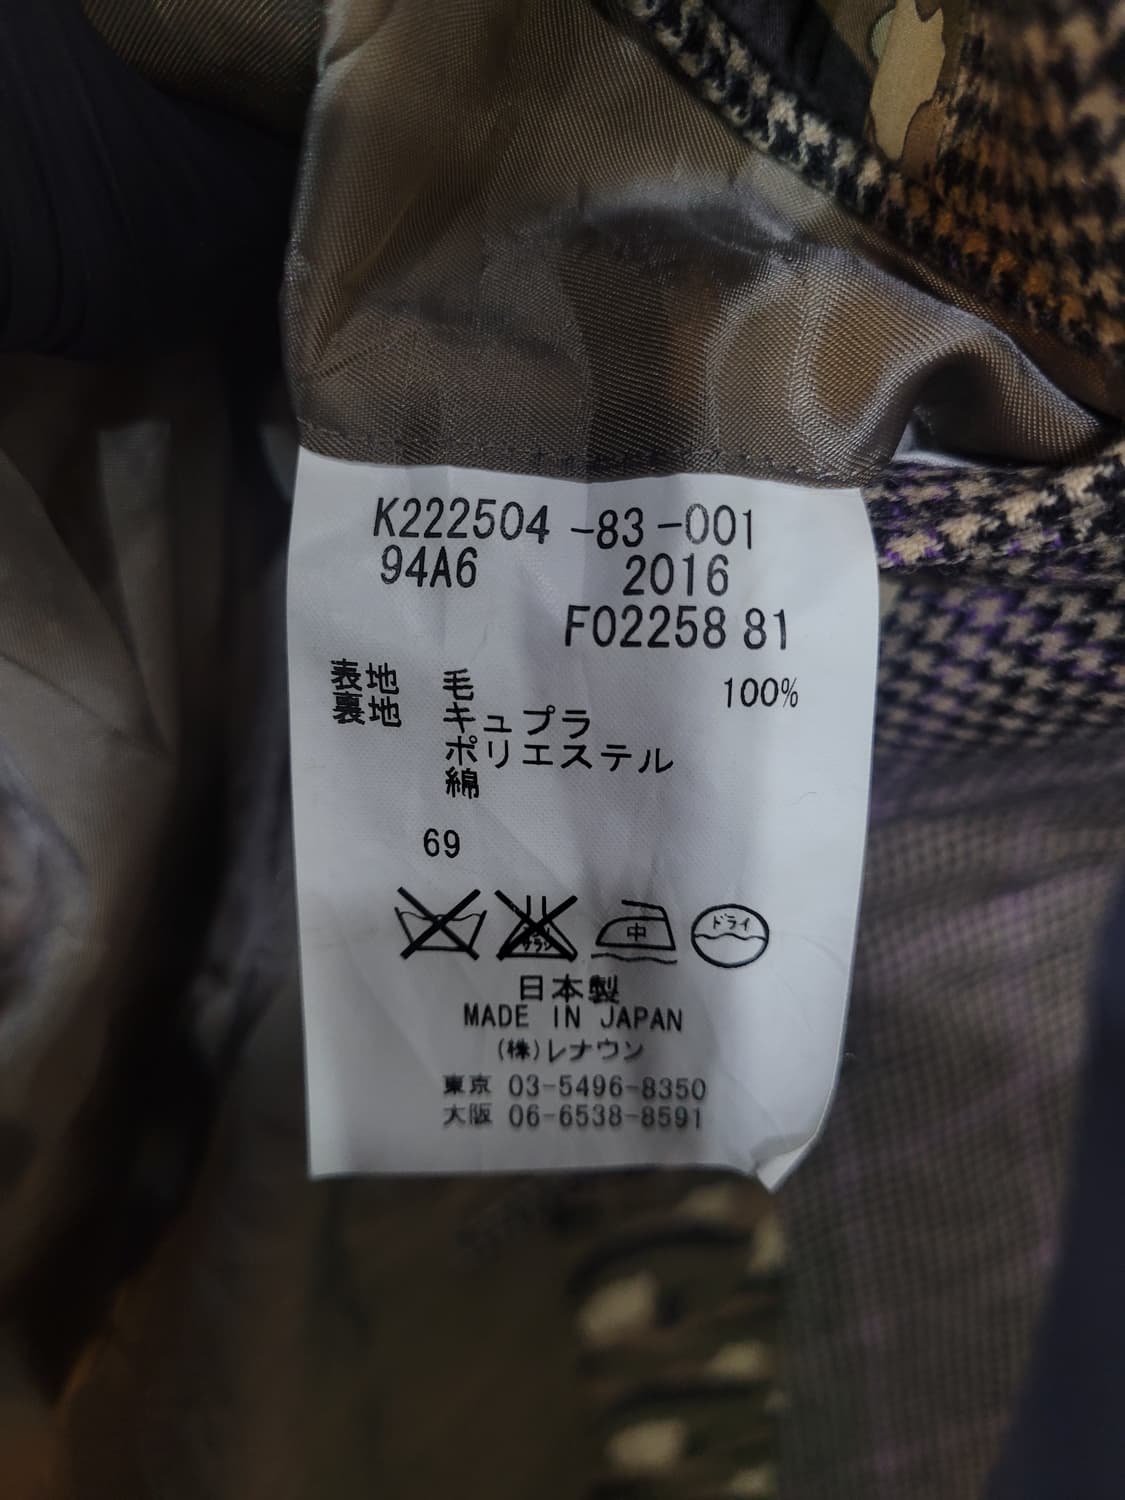 K222504 -83-001
94A6 2016
F02258 81
表地 毛 100%
裏地 キュプラ
ポリエステル
綿
69
中 ドライ
日本製
MADE IN JAPAN
(株)レナウン
東京 03-5496-8350
大阪 06-6538-8591